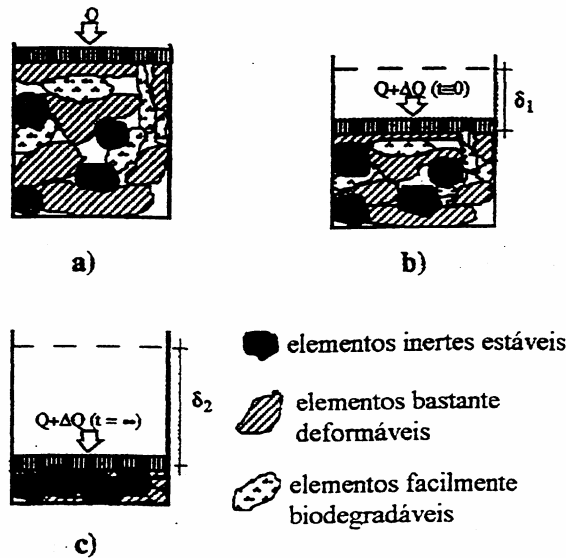 Q
a)
Q+ΔQ (t=0)
δ1
b)
Q+ΔQ (t = ∞)
δ2
c)
elementos inertes estáveis
elementos bastante
deformáveis
elementos facilmente
biodegradáveis